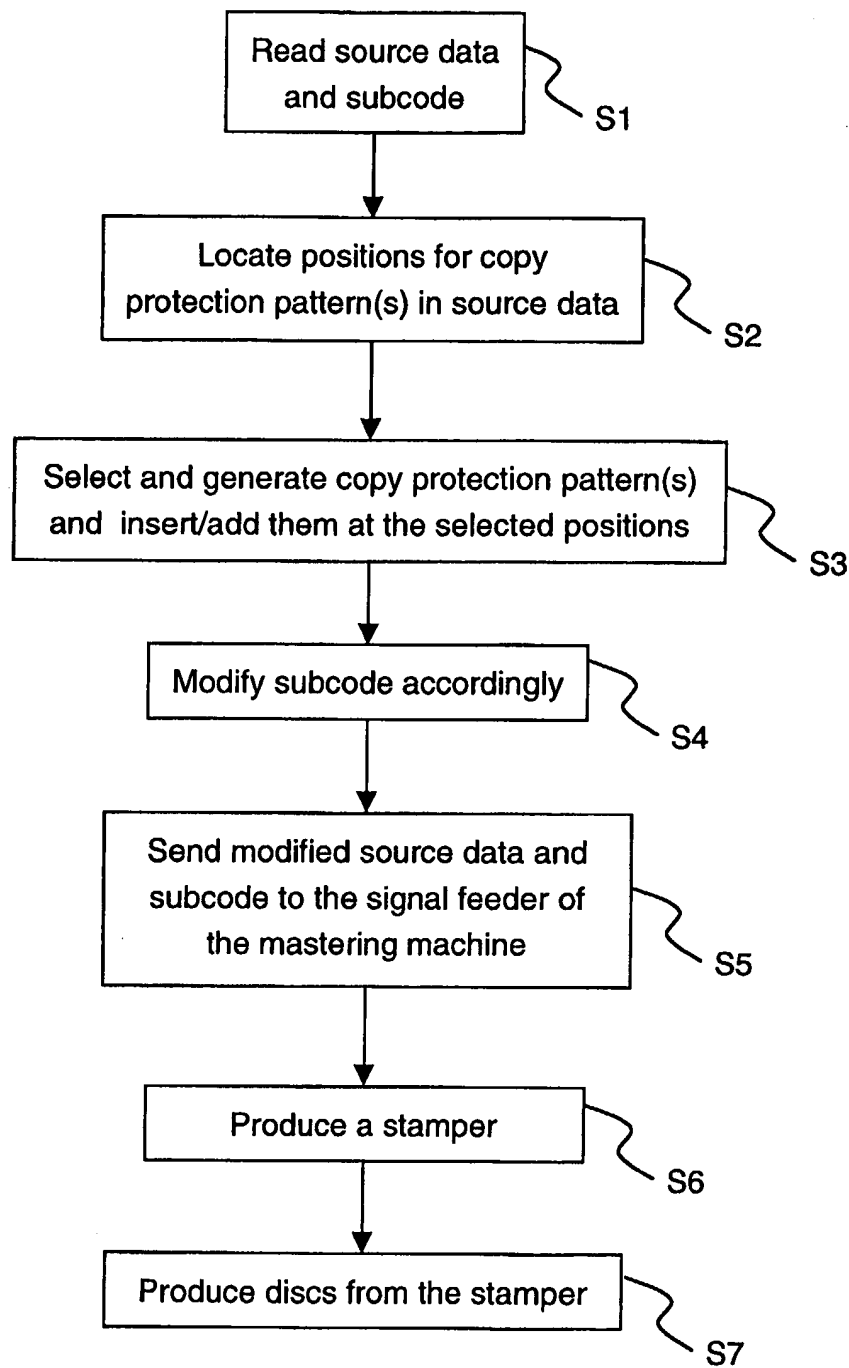 Read source data
and subcode
S1
Locate positions for copy
protection pattern(s) in source data
S2
Select and generate copy protection pattern(s)
and insert/add them at the selected positions
S3
Modify subcode accordingly
S4
Send modified source data and
subcode to the signal feeder of
the mastering machine
S5
Produce a stamper
S6
Produce discs from the stamper
S7